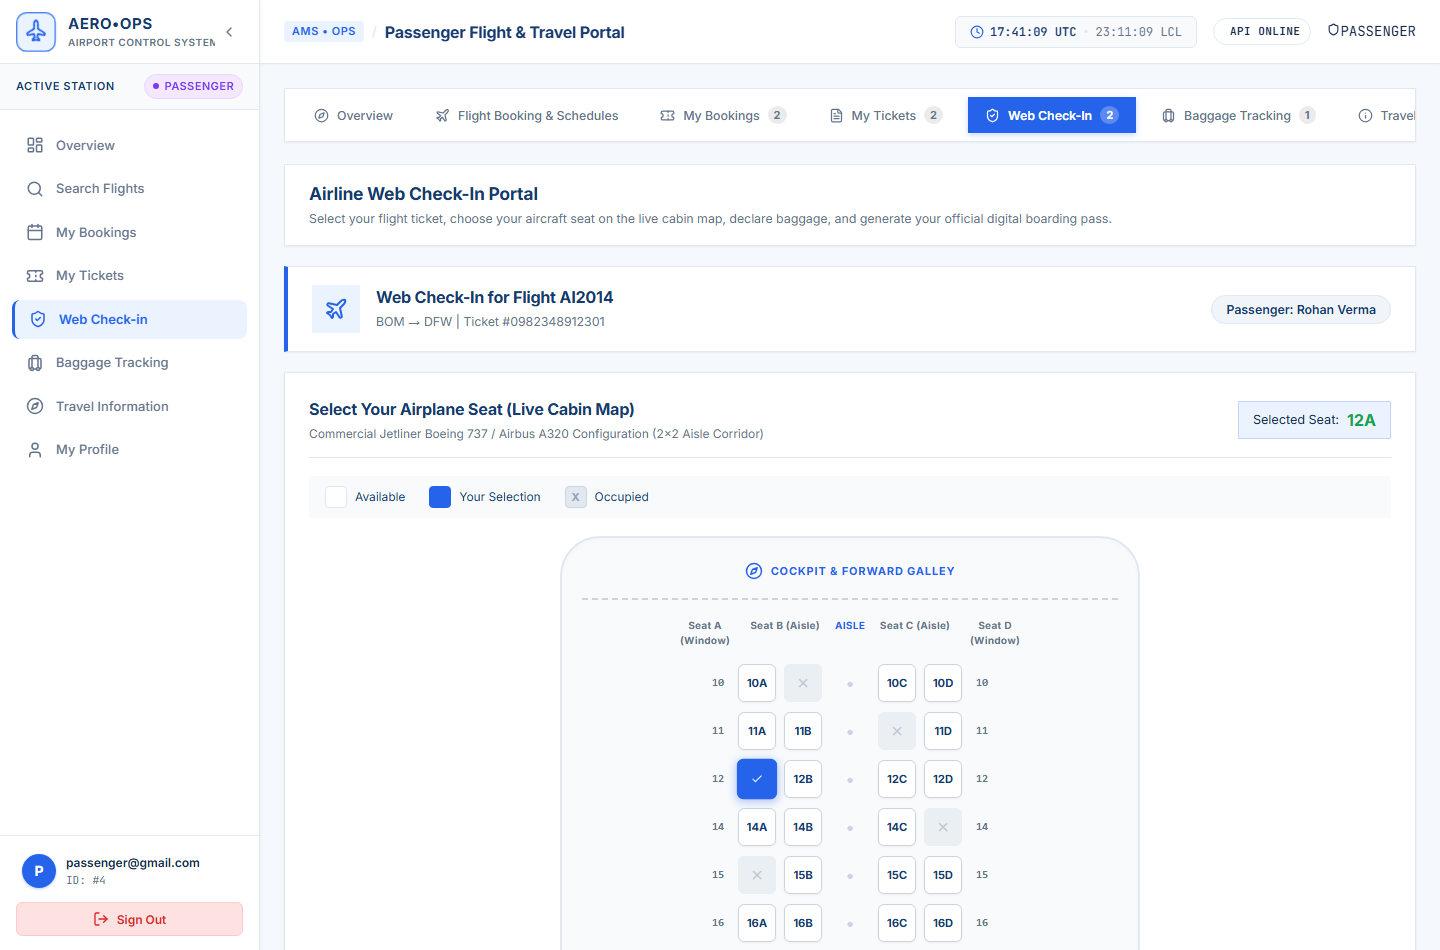 AERO•OPS
AIRPORT CONTROL SYSTEM
ACTIVE STATION
PASSENGER
Overview
Search Flights
My Bookings
My Tickets
Web Check-in
Baggage Tracking
Travel Information
My Profile
P
passenger@gmail.com
ID: #4
Sign Out
AMS • OPS / Passenger Flight & Travel Portal
17:41:09 UTC • 23:11:09 LCL
API ONLINE
PASSENGER
Overview
Flight Booking & Schedules
My Bookings 2
My Tickets 2
Web Check-In 2
Baggage Tracking 1
Travel
Airline Web Check-In Portal
Select your flight ticket, choose your aircraft seat on the live cabin map, declare baggage, and generate your official digital boarding pass.
Web Check-In for Flight AI2014
BOM → DFW | Ticket #0982348912301
Passenger: Rohan Verma
Select Your Airplane Seat (Live Cabin Map)
Commercial Jetliner Boeing 737 / Airbus A320 Configuration (2×2 Aisle Corridor)
Selected Seat: 12A
Available
Your Selection
X Occupied
COCKPIT & FORWARD GALLEY
Seat A (Window)
Seat B (Aisle)
AISLE
Seat C (Aisle)
Seat D (Window)
10 10A × • 10C 10D 10
11 11A 11B • × 11D 11
12 ✓ 12B • 12C 12D 12
14 14A 14B • 14C × 14
15 × 15B • 15C 15D 15
16 16A 16B • 16C 16D 16